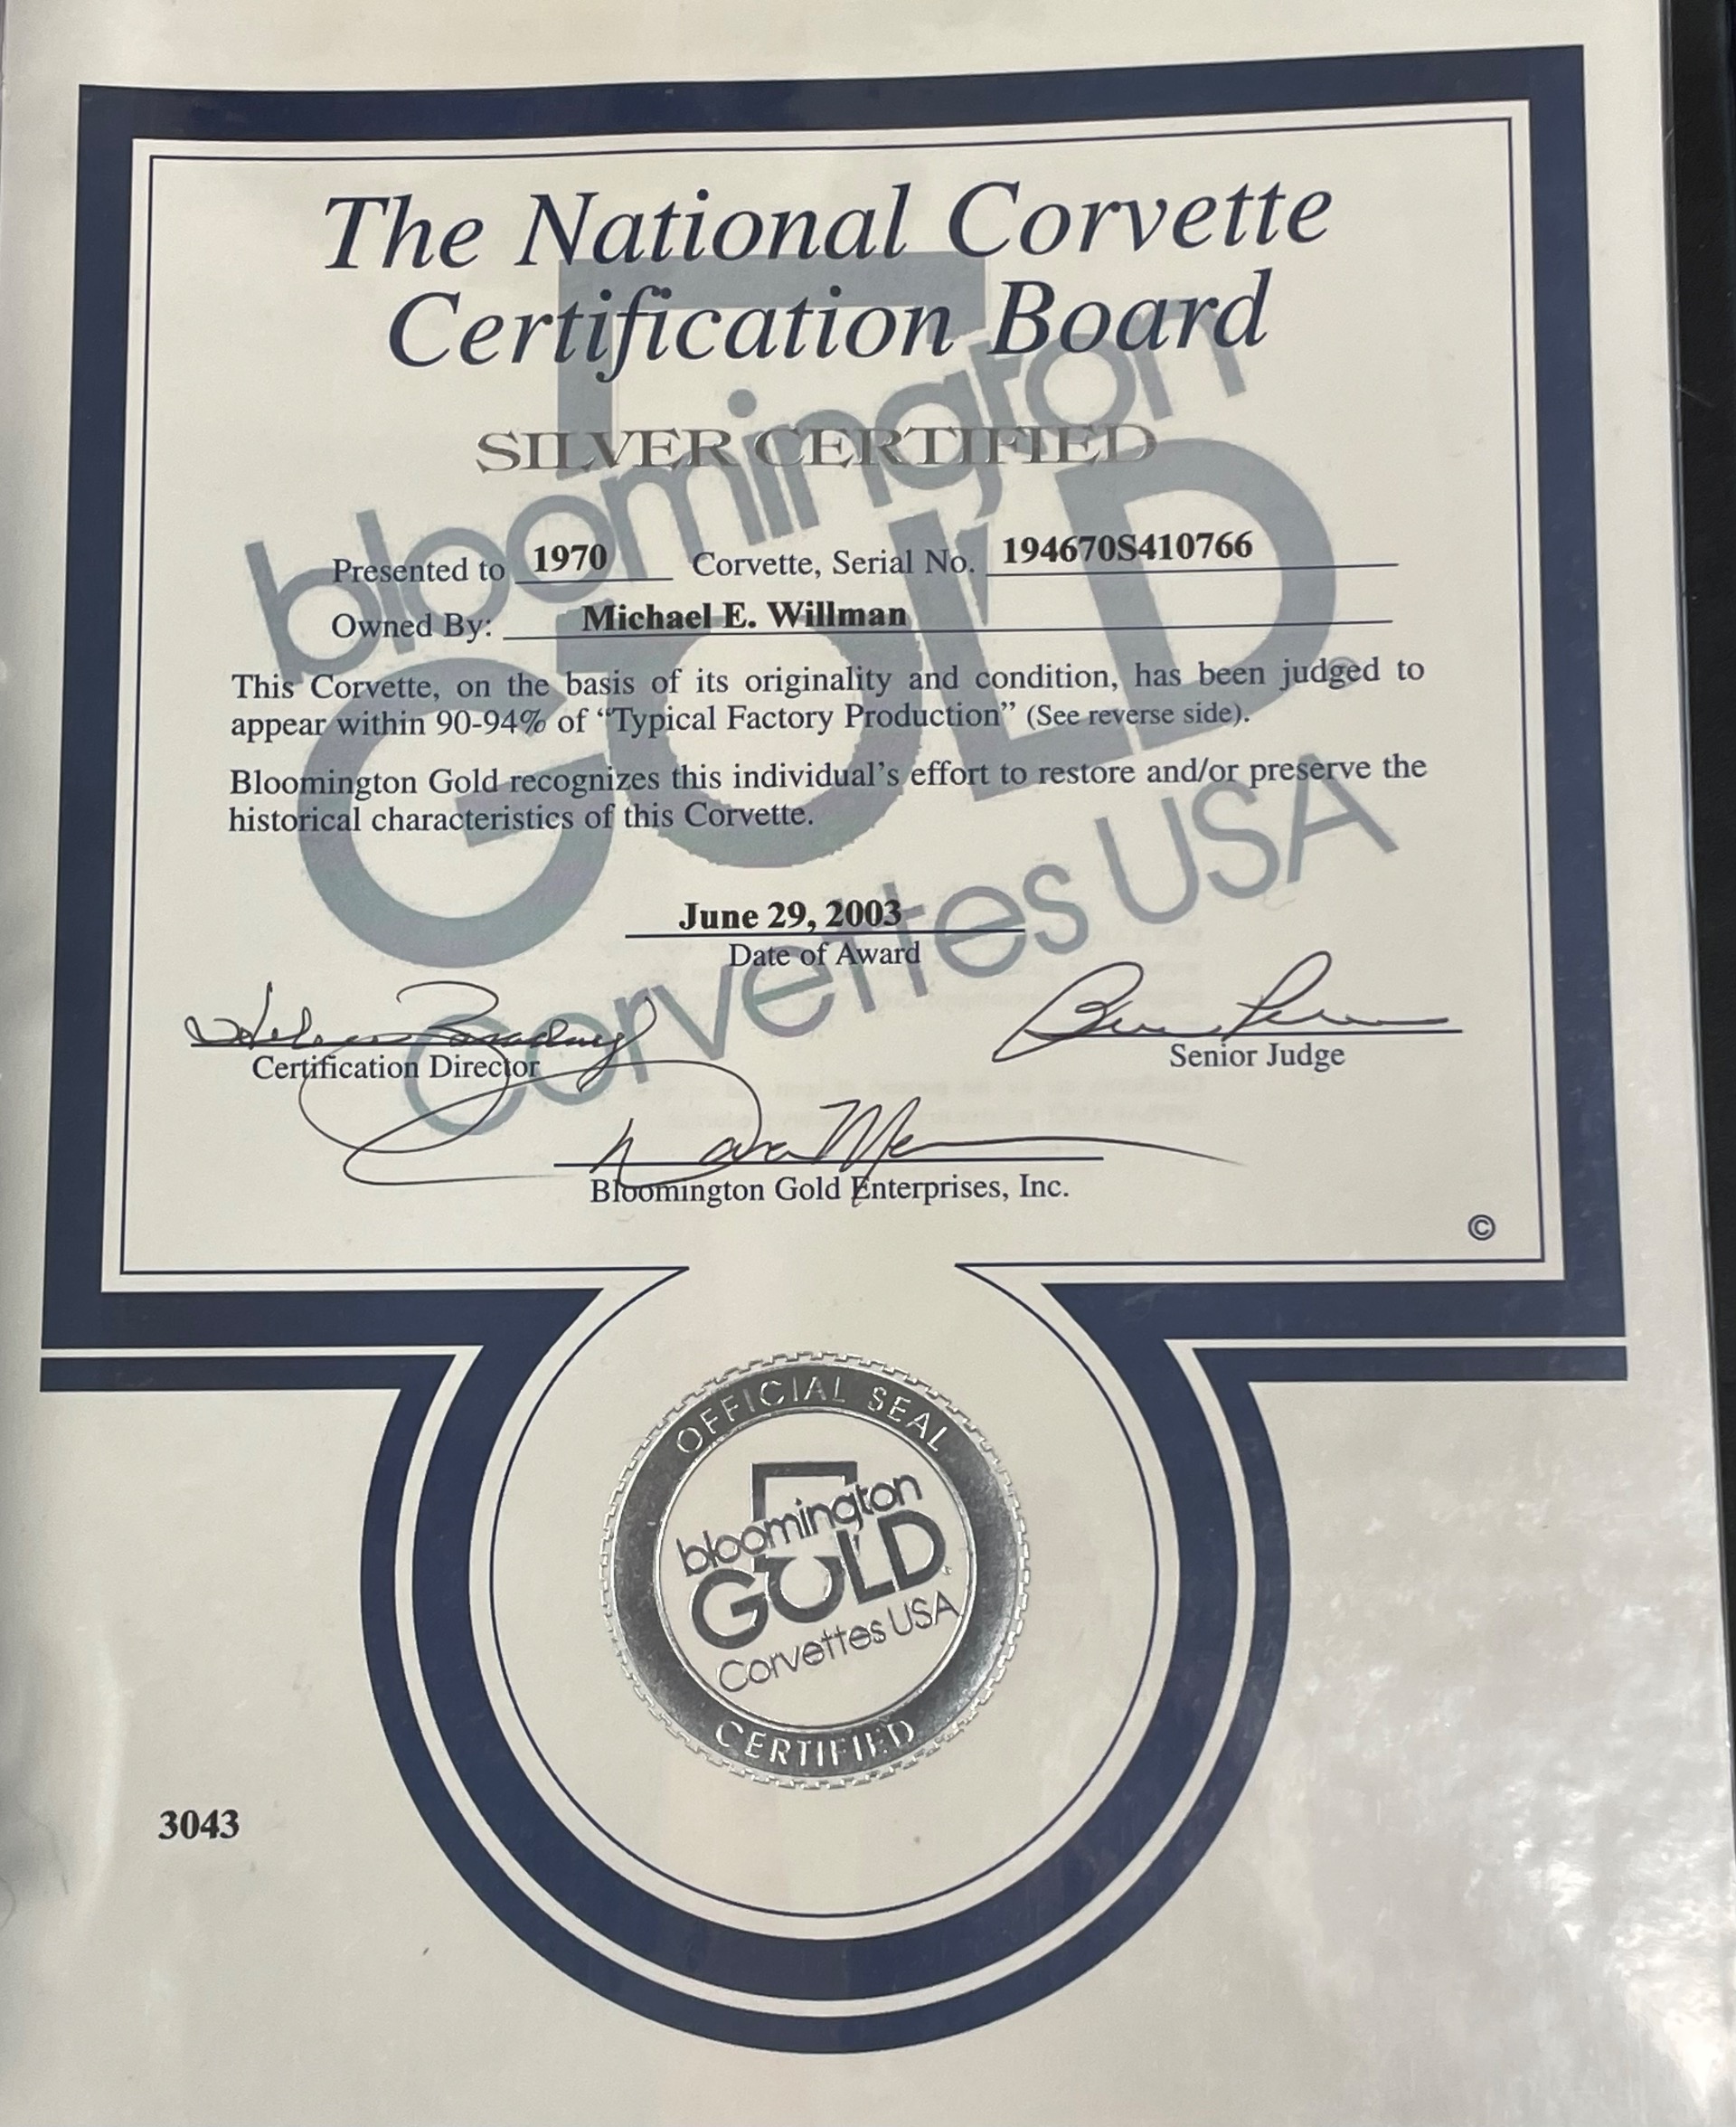 The National Corvette
Certification Board
SILVER CERTIFIED
bloomington
GOLD
Corvettes USA
Presented to 1970 Corvette, Serial No. 194670S410766
Owned By: Michael E. Willman
This Corvette, on the basis of its originality and condition, has been judged to
appear within 90-94% of “Typical Factory Production” (See reverse side).
Bloomington Gold recognizes this individual’s effort to restore and/or preserve the
historical characteristics of this Corvette.
June 29, 2003
Date of Award
Certification Director
Senior Judge
Bloomington Gold Enterprises, Inc.
©
OFFICIAL SEAL
bloomington
GOLD
Corvettes USA
CERTIFIED
3043